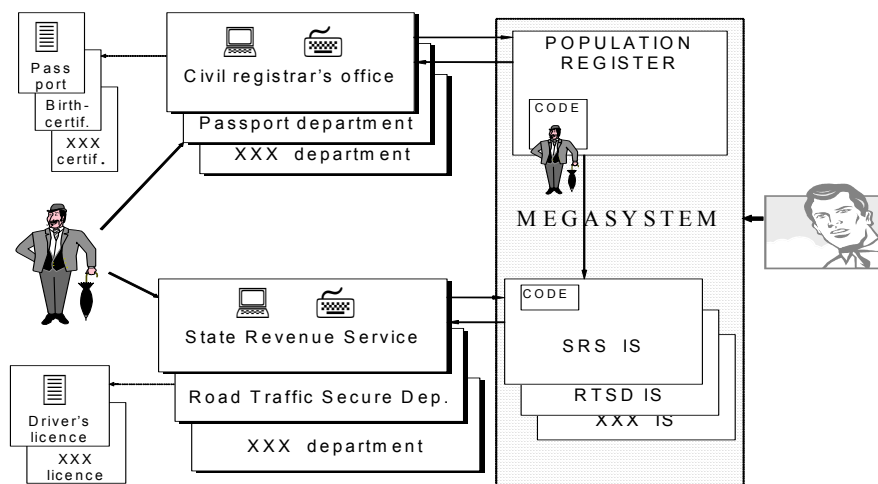 Pass
port
Birth-
certif.
XXX
certif.
Civil registrar's office
Passport department
XXX department
POPULATION
REGISTER
CODE
MEGASYSTEM
State Revenue Service
Road Traffic Secure Dep.
XXX department
CODE
SRS IS
RTSD IS
XXX IS
Driver's
licence
XXX
licence